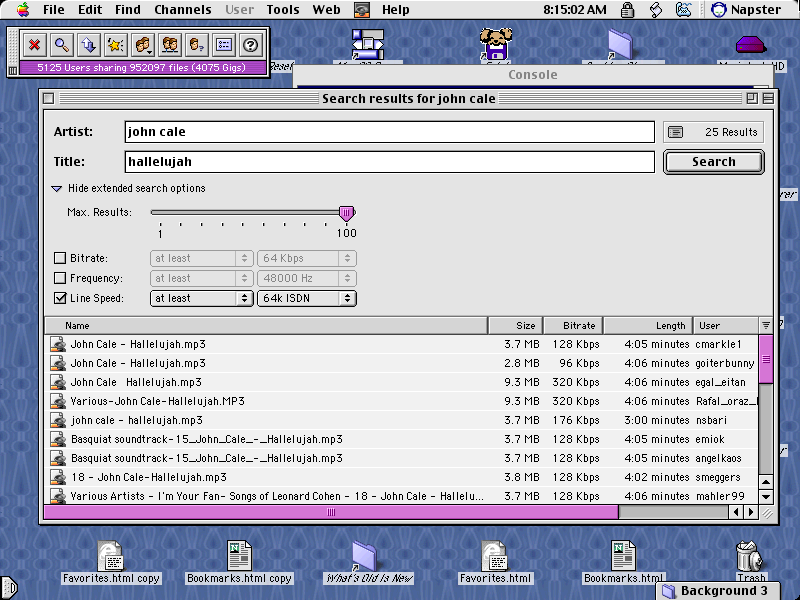 File Edit Find Channels User Tools Web Help 8:15:02 AM Napster
5125 Users sharing 952097 files (4075 Gigs)
Console
Search results for john cale
Artist: john cale 25 Results
Title: hallelujah Search
Hide extended search options
Max. Results:
1 100
Bitrate: at least 64 Kbps
Frequency: at least 48000 Hz
Line Speed: at least 64k ISDN
Name Size Bitrate Length User
John Cale - Hallelujah.mp3 3.7 MB 128 Kbps 4:05 minutes cmarkle1
John Cale - Hallelujah.mp3 2.8 MB 96 Kbps 4:06 minutes goiterbunny
John Cale Hallelujah.mp3 9.3 MB 320 Kbps 4:06 minutes egal_eitan
Various-John Cale-Hallelujah.MP3 9.3 MB 320 Kbps 4:06 minutes Rafal_oraz_
john cale - hallelujah.mp3 3.7 MB 176 Kbps 3:00 minutes nsbari
Basquiat soundtrack-15_John_Cale_-_Hallelujah.mp3 3.7 MB 128 Kbps 4:05 minutes emiok
Basquiat soundtrack-15_John_Cale_-_Hallelujah.mp3 3.7 MB 128 Kbps 4:05 minutes angelkaos
18 - John Cale-Hallelujah.mp3 3.8 MB 128 Kbps 4:02 minutes smeggers
Various Artists - I'm Your Fan- Songs of Leonard Cohen - 18 - John Cale - Hallelu... 3.7 MB 128 Kbps 4:06 minutes mahler99
Favorites.html copy Bookmarks.html copy What's Old Is New Favorites.html Bookmarks.html Trash
Background 3